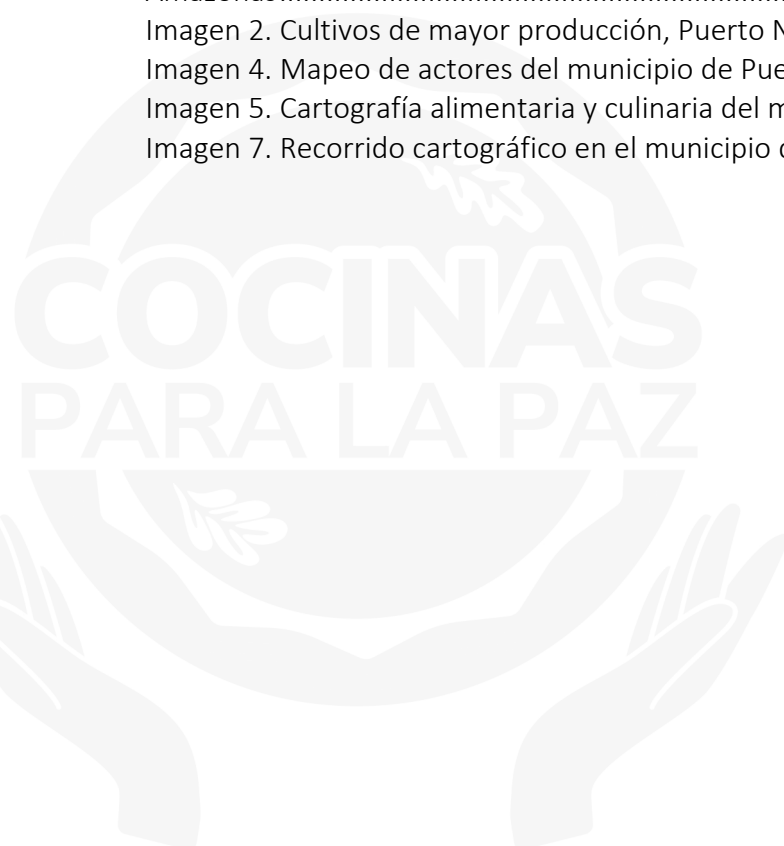 Imagen 2. Cultivos de mayor producción, Puerto
Imagen 4. Mapeo de actores del municipio de
Imagen 5. Cartografía alimentaria y culinaria del
Imagen 7. Recorrido cartográfico en el municipio
COCINAS
PARA LA PAZ